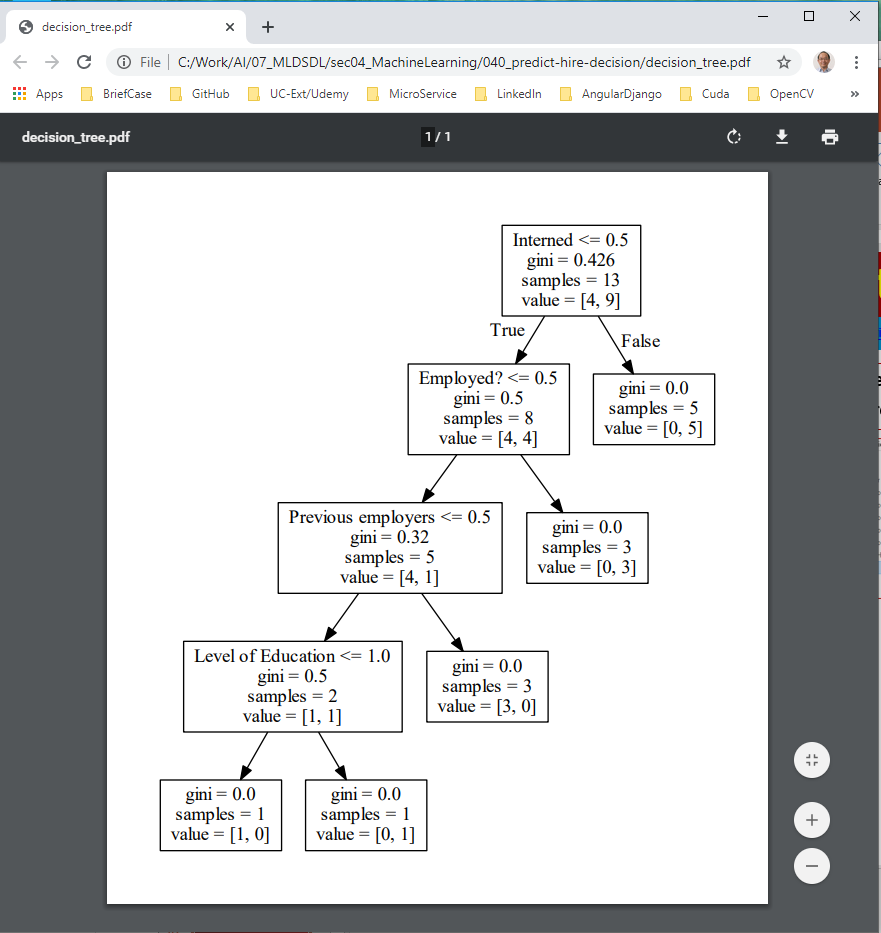 decision_tree.pdf
File
C:/Work/AI/07_MLDSDL/sec04_MachineLearning/040_predict-hire-decision/decision_tree.pdf
Apps BriefCase GitHub UC-Ext/Udemy MicroService LinkedIn AngularDjango Cuda OpenCV »
decision_tree.pdf
1 / 1
Interned <= 0.5
gini = 0.426
samples = 13
value = [4, 9]
True
False
Employed? <= 0.5
gini = 0.5
samples = 8
value = [4, 4]
gini = 0.0
samples = 5
value = [0, 5]
Previous employers <= 0.5
gini = 0.32
samples = 5
value = [4, 1]
gini = 0.0
samples = 3
value = [0, 3]
Level of Education <= 1.0
gini = 0.5
samples = 2
value = [1, 1]
gini = 0.0
samples = 3
value = [3, 0]
gini = 0.0
samples = 1
value = [1, 0]
gini = 0.0
samples = 1
value = [0, 1]